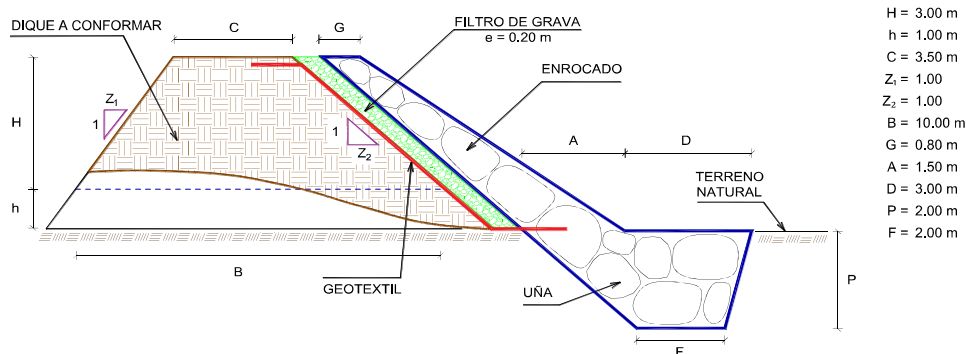 DIQUE A CONFORMAR
C
G
FILTRO DE GRAVA
e = 0.20 m
ENROCADO
H
h
Z₁
1
1
Z₂
A
D
TERRENO
NATURAL
B
GEOTEXTIL
UÑA
P
F
H = 3.00 m
h = 1.00 m
C = 3.50 m
Z₁ = 1.00
Z₂ = 1.00
B = 10.00 m
G = 0.80 m
A = 1.50 m
D = 3.00 m
P = 2.00 m
F = 2.00 m